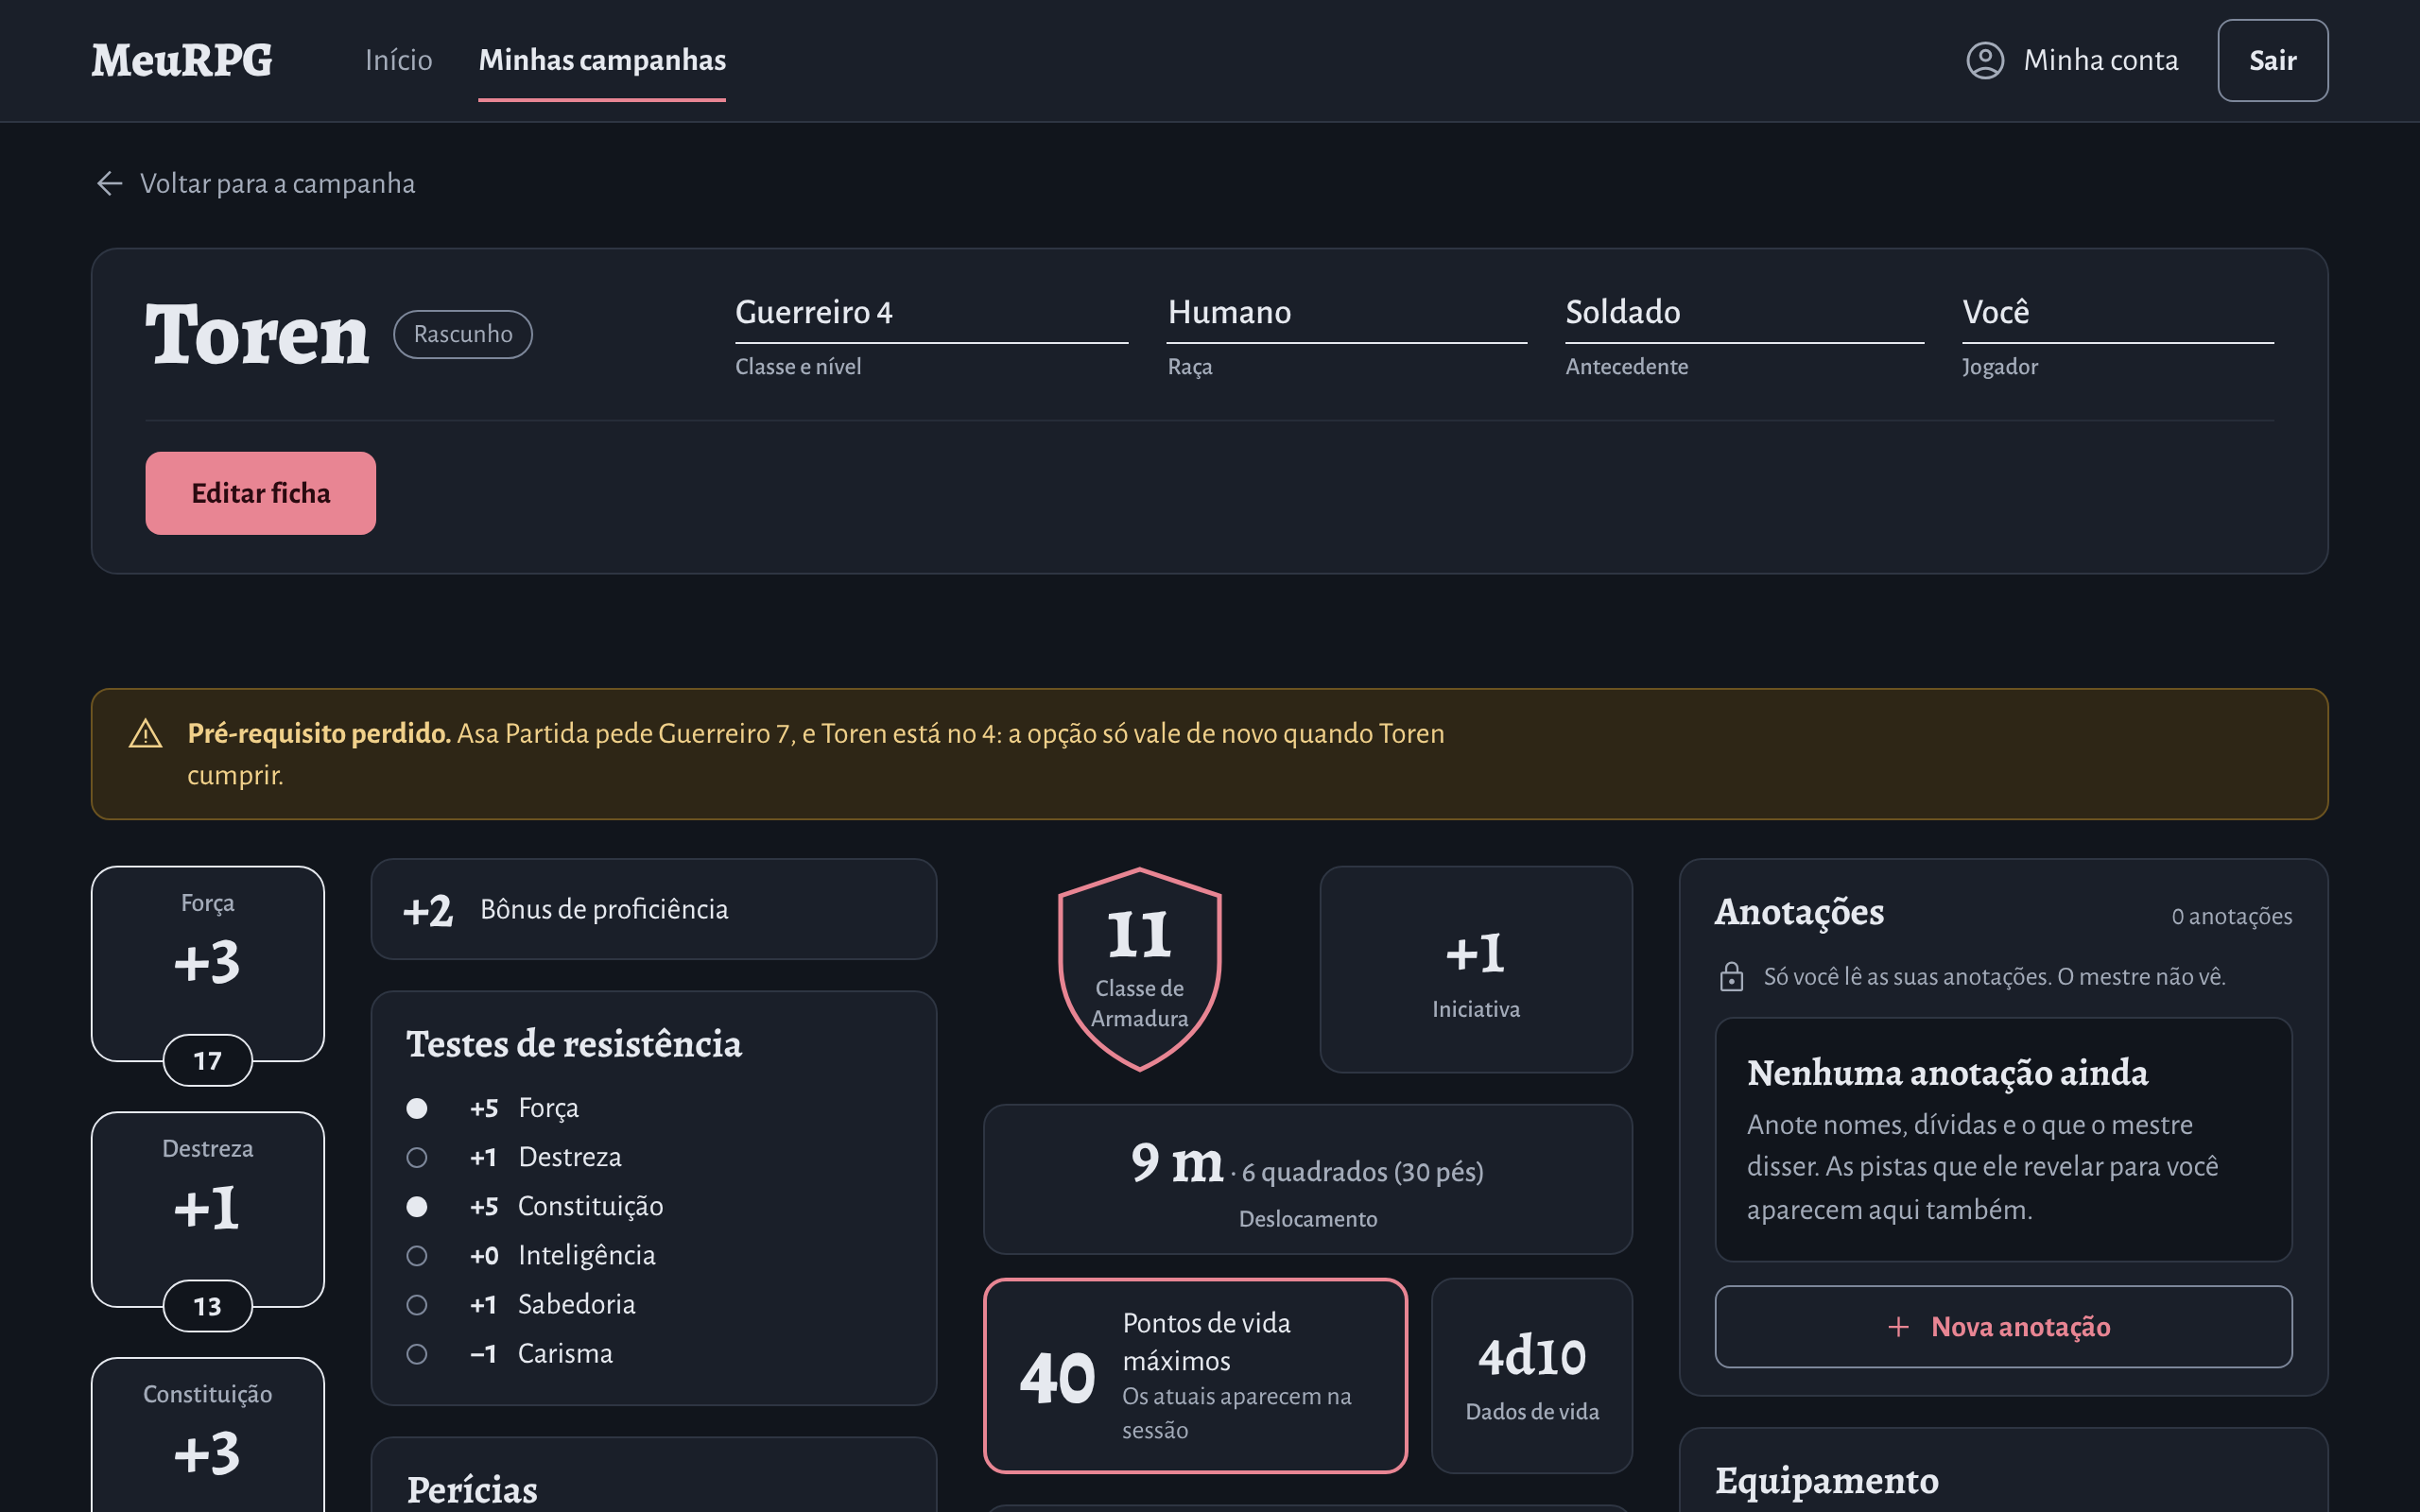 MeuRPG
Início
Minhas campanhas
Minha conta
Sair
Voltar para a campanha
Toren
Rascunho
Guerreiro 4
Classe e nível
Humano
Raça
Soldado
Antecedente
Você
Jogador
Editar ficha
Pré-requisito perdido. Asa Partida pede Guerreiro 7, e Toren está no 4: a opção só vale de novo quando Toren
cumprir.
Força
+3
17
Destreza
+1
13
Constituição
+3
+2 Bônus de proficiência
Testes de resistência
+5 Força
+1 Destreza
+5 Constituição
+0 Inteligência
+1 Sabedoria
−1 Carisma
Perícias
11
Classe de
Armadura
+1
Iniciativa
9 m · 6 quadrados (30 pés)
Deslocamento
40
Pontos de vida
máximos
Os atuais aparecem na
sessão
4d10
Dados de vida
Anotações
0 anotações
Só você lê as suas anotações. O mestre não vê.
Nenhuma anotação ainda
Anote nomes, dívidas e o que o mestre
disser. As pistas que ele revelar para você
aparecem aqui também.
+ Nova anotação
Equipamento